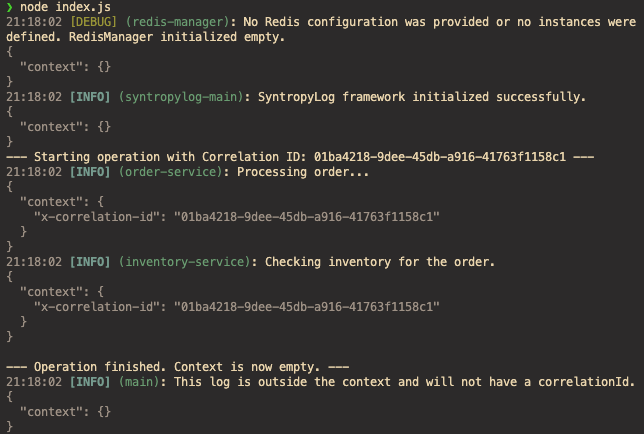 ❯ node index.js
21:18:02 [DEBUG] (redis-manager): No Redis configuration was provided or no instances were
defined. RedisManager initialized empty.
{
  "context": {}
}
21:18:02 [INFO] (syntropylog-main): SyntropyLog framework initialized successfully.
{
  "context": {}
}
--- Starting operation with Correlation ID: 01ba4218-9dee-45db-a916-41763f1158c1 ---
21:18:02 [INFO] (order-service): Processing order...
{
  "context": {
    "x-correlation-id": "01ba4218-9dee-45db-a916-41763f1158c1"
  }
}
21:18:02 [INFO] (inventory-service): Checking inventory for the order.
{
  "context": {
    "x-correlation-id": "01ba4218-9dee-45db-a916-41763f1158c1"
  }
}

--- Operation finished. Context is now empty. ---
21:18:02 [INFO] (main): This log is outside the context and will not have a correlationId.
{
  "context": {}
}